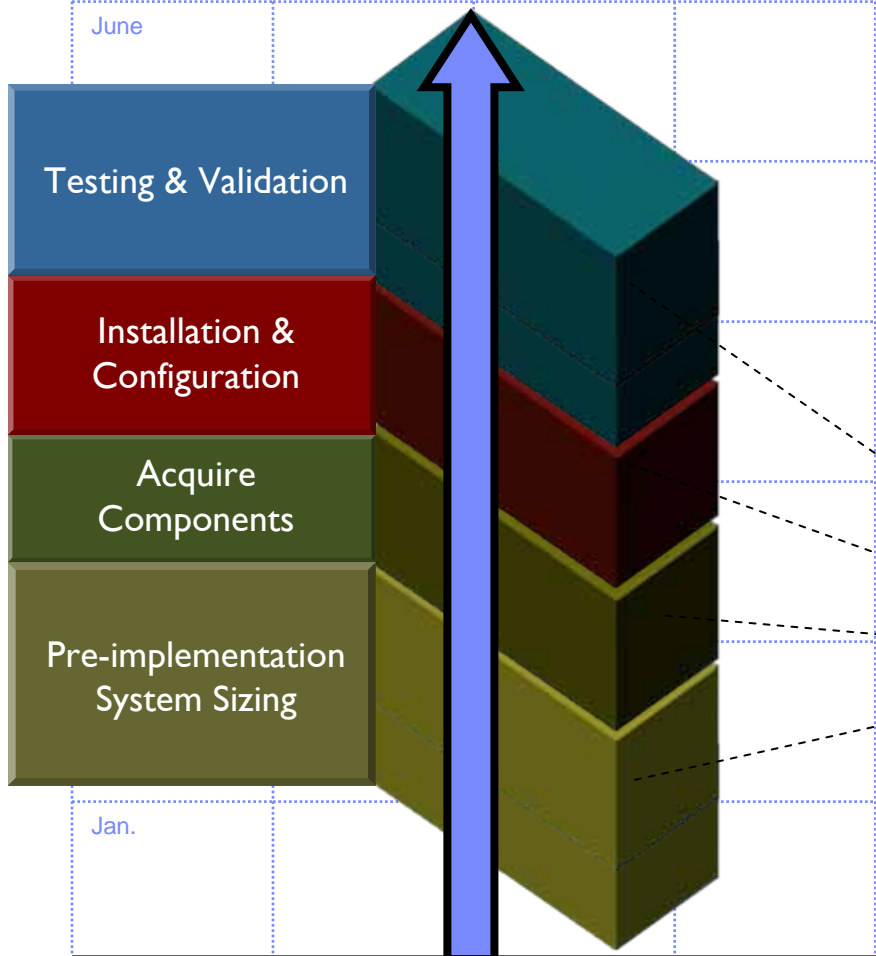 June
Testing & Validation
Installation &
Configuration
Acquire
Components
Pre-implementation
System Sizing
Jan.